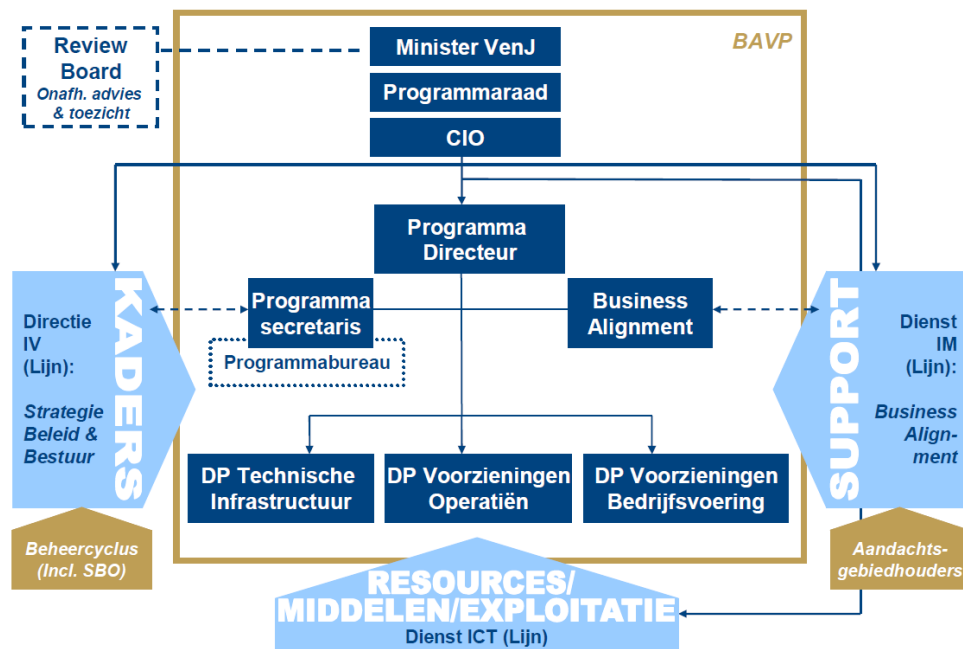 Review
Board
Onafh. advies
& toezicht
BAVP
Minister VenJ
Programmaraad
CIO
Programma
Directeur
Programma
secretaris
Programmabureau
Business
Alignment
Directie
IV
(Lijn):
Strategie
Beleid &
Bestuur
KADERS
SUPPORT
Dienst
IM
(Lijn):
Business
Align-
ment
DP Technische
Infrastructuur
DP Voorzieningen
Operatiën
DP Voorzieningen
Bedrijfsvoering
Beheercyclus
(Incl. SBO)
Aandachts-
gebiedhouders
RESOURCES/
MIDDELEN/EXPLOITATIE
Dienst ICT (Lijn)